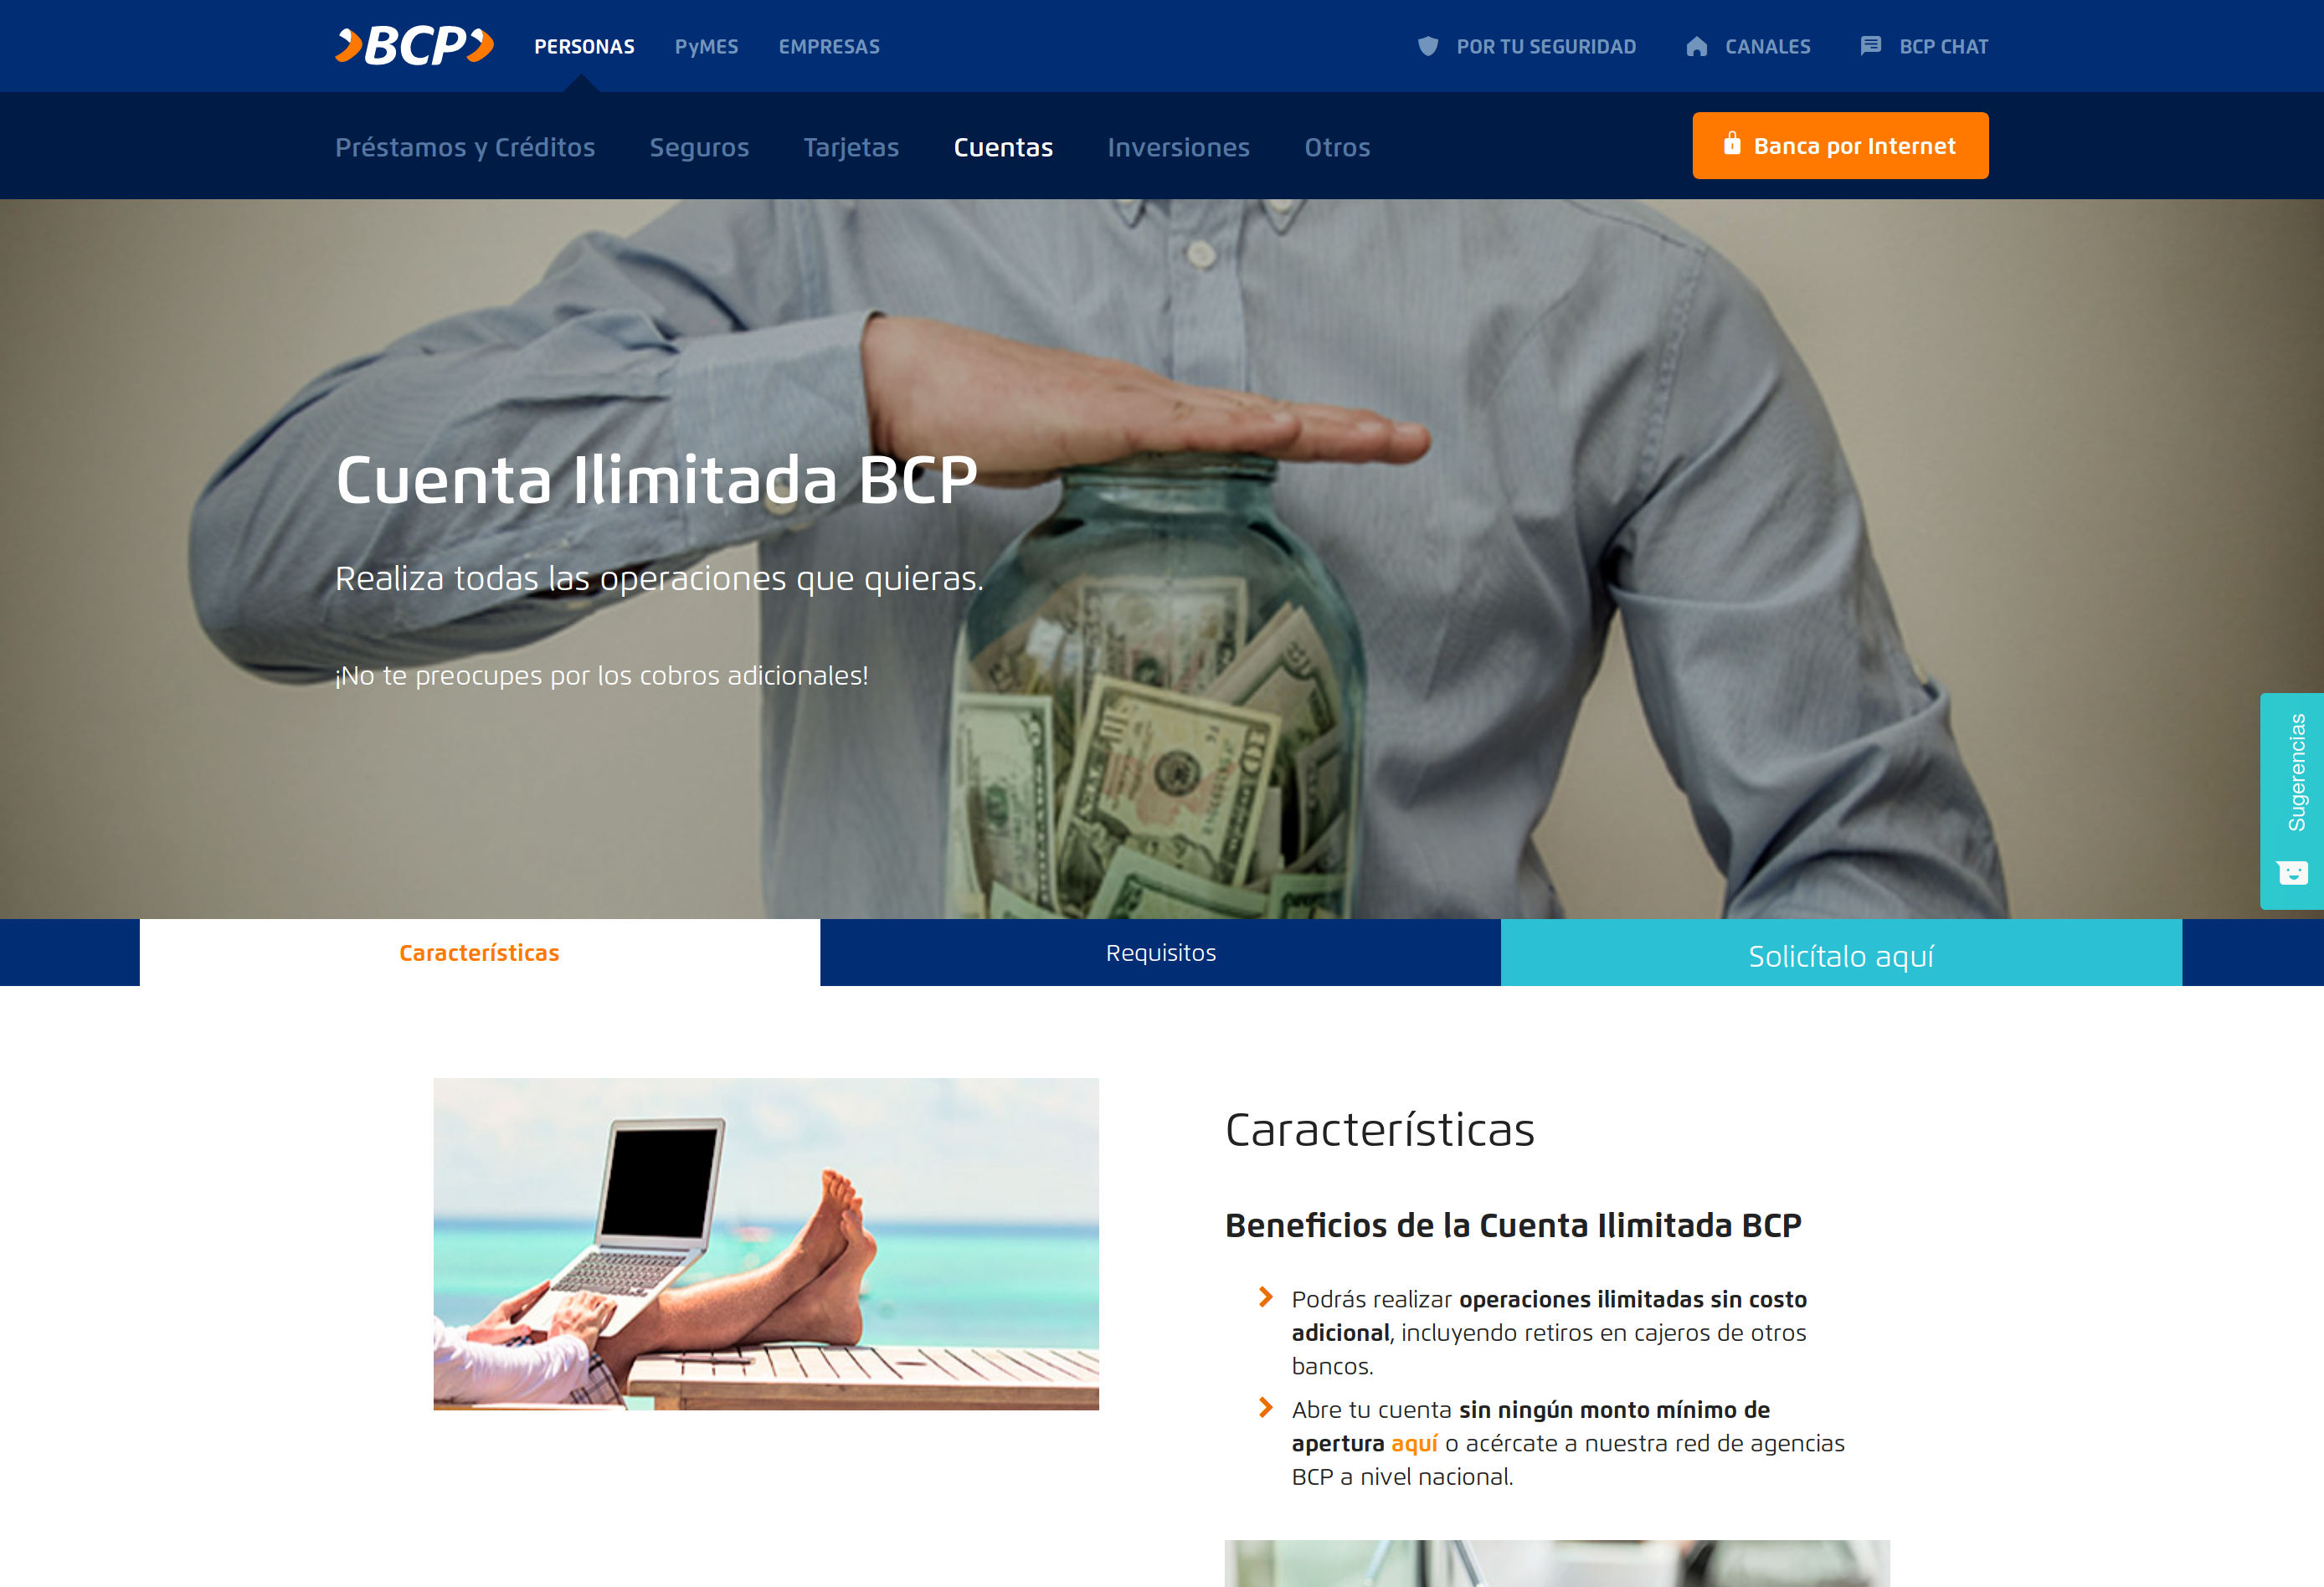 BCP
PERSONAS
PyMES
EMPRESAS
POR TU SEGURIDAD
CANALES
BCP CHAT
Préstamos y Créditos
Seguros
Tarjetas
Cuentas
Inversiones
Otros
Banca por Internet
Cuenta Ilimitada BCP
Realiza todas las operaciones que quieras.
¡No te preocupes por los cobros adicionales!
Sugerencias
Características
Requisitos
Solicítalo aquí
Características
Beneficios de la Cuenta Ilimitada BCP
Podrás realizar operaciones ilimitadas sin costo
adicional, incluyendo retiros en cajeros de otros
bancos.
Abre tu cuenta sin ningún monto mínimo de
apertura aquí o acércate a nuestra red de agencias
BCP a nivel nacional.